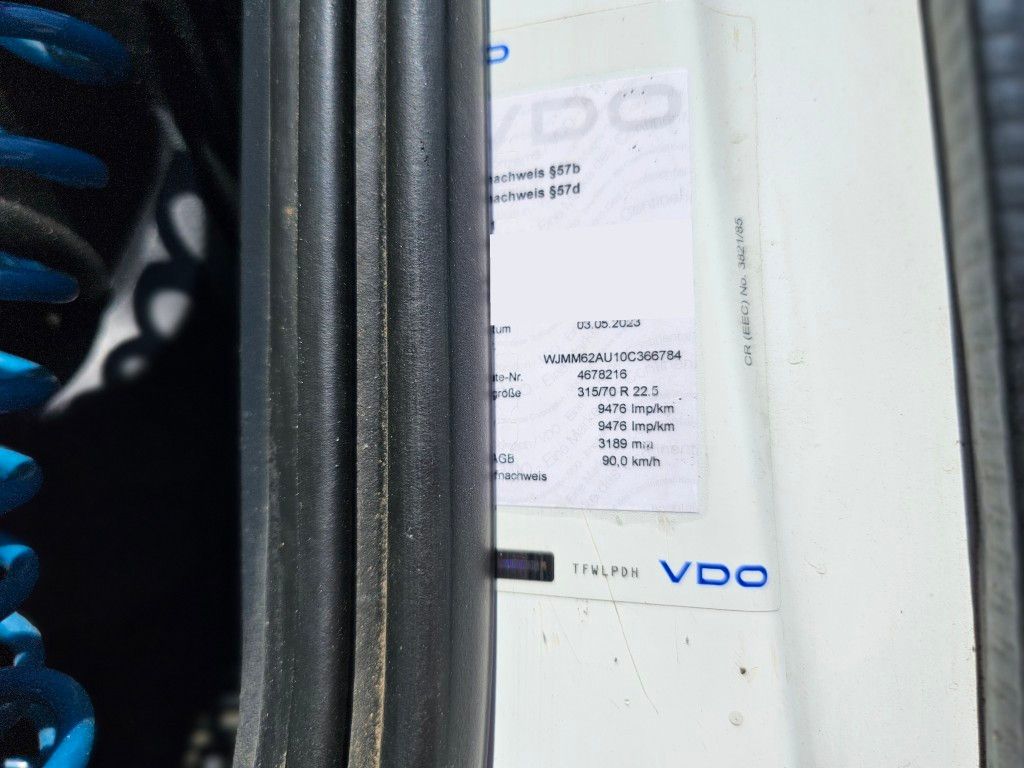 VDO
nachweis §57b
nachweis §57d
tum 03.05.2023
WJMM62AU10C366784
te-Nr. 4678216
größe 315/70 R 22.5
9476 Imp/km
9476 Imp/km
3189 mm
AGB 90,0 km/h
fnachweis
CR (EEC) No. 3821/85
TFWLPDH VDO